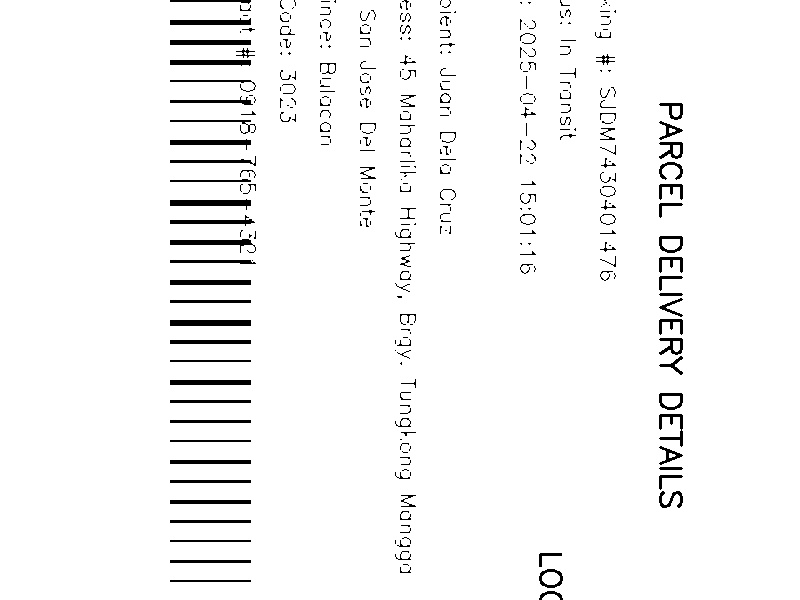 PARCEL DELIVERY DETAILS
king #: SJDM7430401476
us: In Transit
: 2025-04-22 15:01:16
LOC
pient: Juan Dela Cruz
ess: 45 Maharlika Highway, Brgy. Tungkong Mangga
San Jose Del Monte
ince: Bulacan
Code: 3023
act #: 0918-765-4321